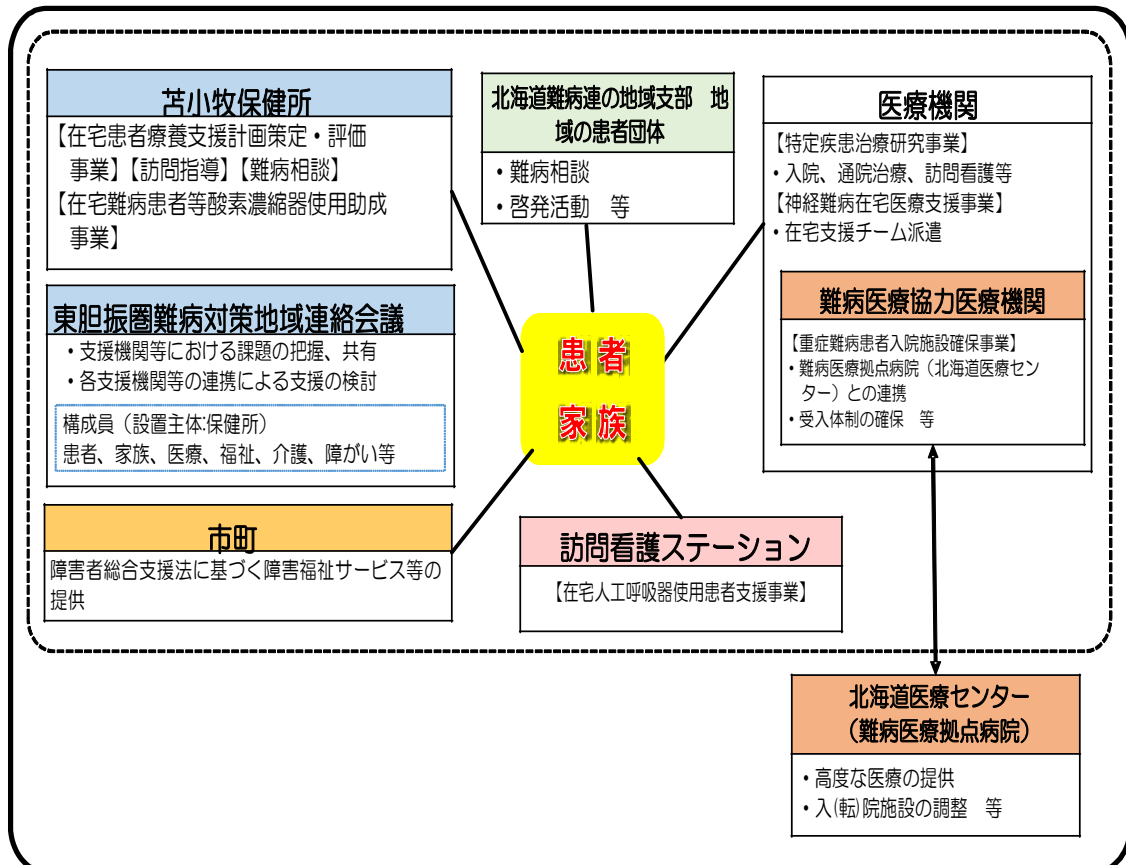 苫小牧保健所
【在宅患者療養支援計画策定・評価
事業】【訪問指導】【難病相談】
【在宅難病患者等酸素濃縮器使用助成
事業】
東胆振圏難病対策地域連絡会議
・支援機関等における課題の把握、共有
・各支援機関等の連携による支援の検討
構成員（設置主体:保健所）
患者、家族、医療、福祉、介護、障がい等
市町
障害者総合支援法に基づく障害福祉サービス等の
提供
北海道難病連の地域支部　地
域の患者団体
・難病相談
・啓発活動　等
患者
家族
訪問看護ステーション
【在宅人工呼吸器使用患者支援事業】
医療機関
【特定疾患治療研究事業】
・入院、通院治療、訪問看護等
【神経難病在宅医療支援事業】
・在宅支援チーム派遣
難病医療協力医療機関
【重症難病患者入院施設確保事業】
・難病医療拠点病院（北海道医療セン
ター）との連携
・受入体制の確保　等
北海道医療センター
（難病医療拠点病院）
・高度な医療の提供
・入(転)院施設の調整　等